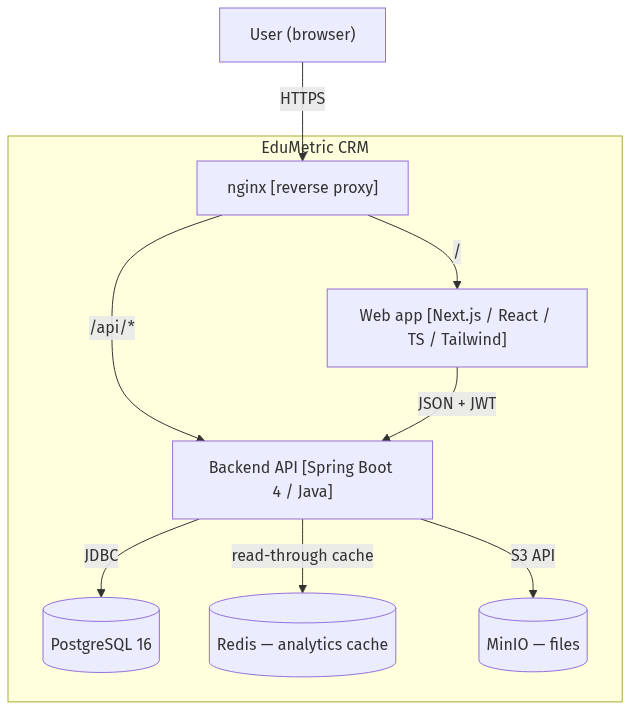 User (browser)
HTTPS
EduMetric CRM
nginx [reverse proxy]
/
/api/*
Web app [Next.js / React /
TS / Tailwind]
JSON + JWT
Backend API [Spring Boot
4 / Java]
JDBC
read-through cache
S3 API
PostgreSQL 16
Redis — analytics cache
MinIO — files